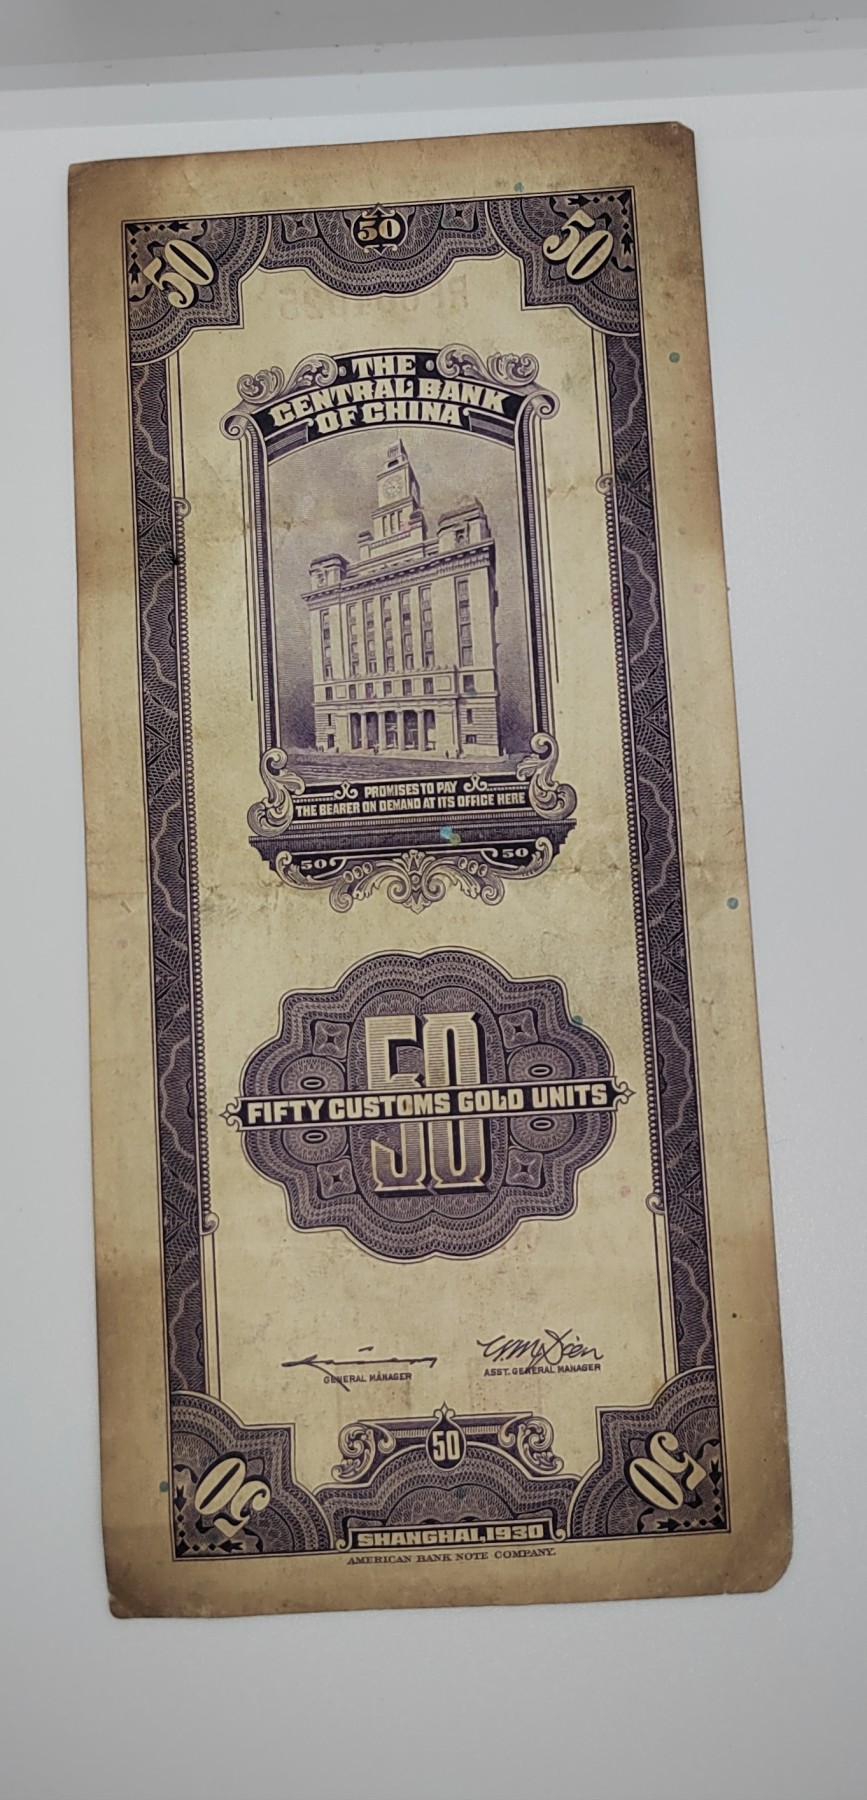 50
50
50
THE
CENTRAL BANK
OF CHINA
PROMISES TO PAY
THE BEARER ON DEMAND AT ITS OFFICE HERE
50 50
50
FIFTY CUSTOMS GOLD UNITS
GENERAL MANAGER
ASST. GENERAL MANAGER
50
50
50
SHANGHAI, 1930
AMERICAN BANK NOTE COMPANY.